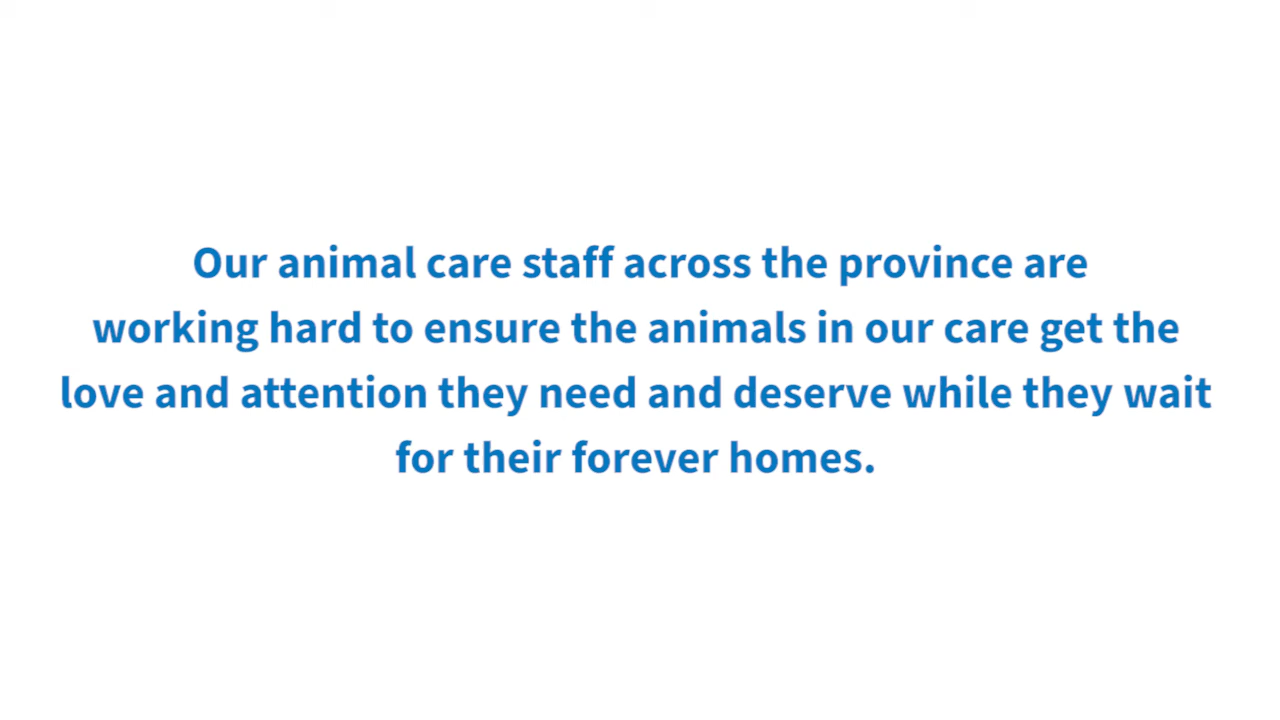 Our animal care staff across the province are
working hard to ensure the animals in our care get the
love and attention they need and deserve while they wait
for their forever homes.